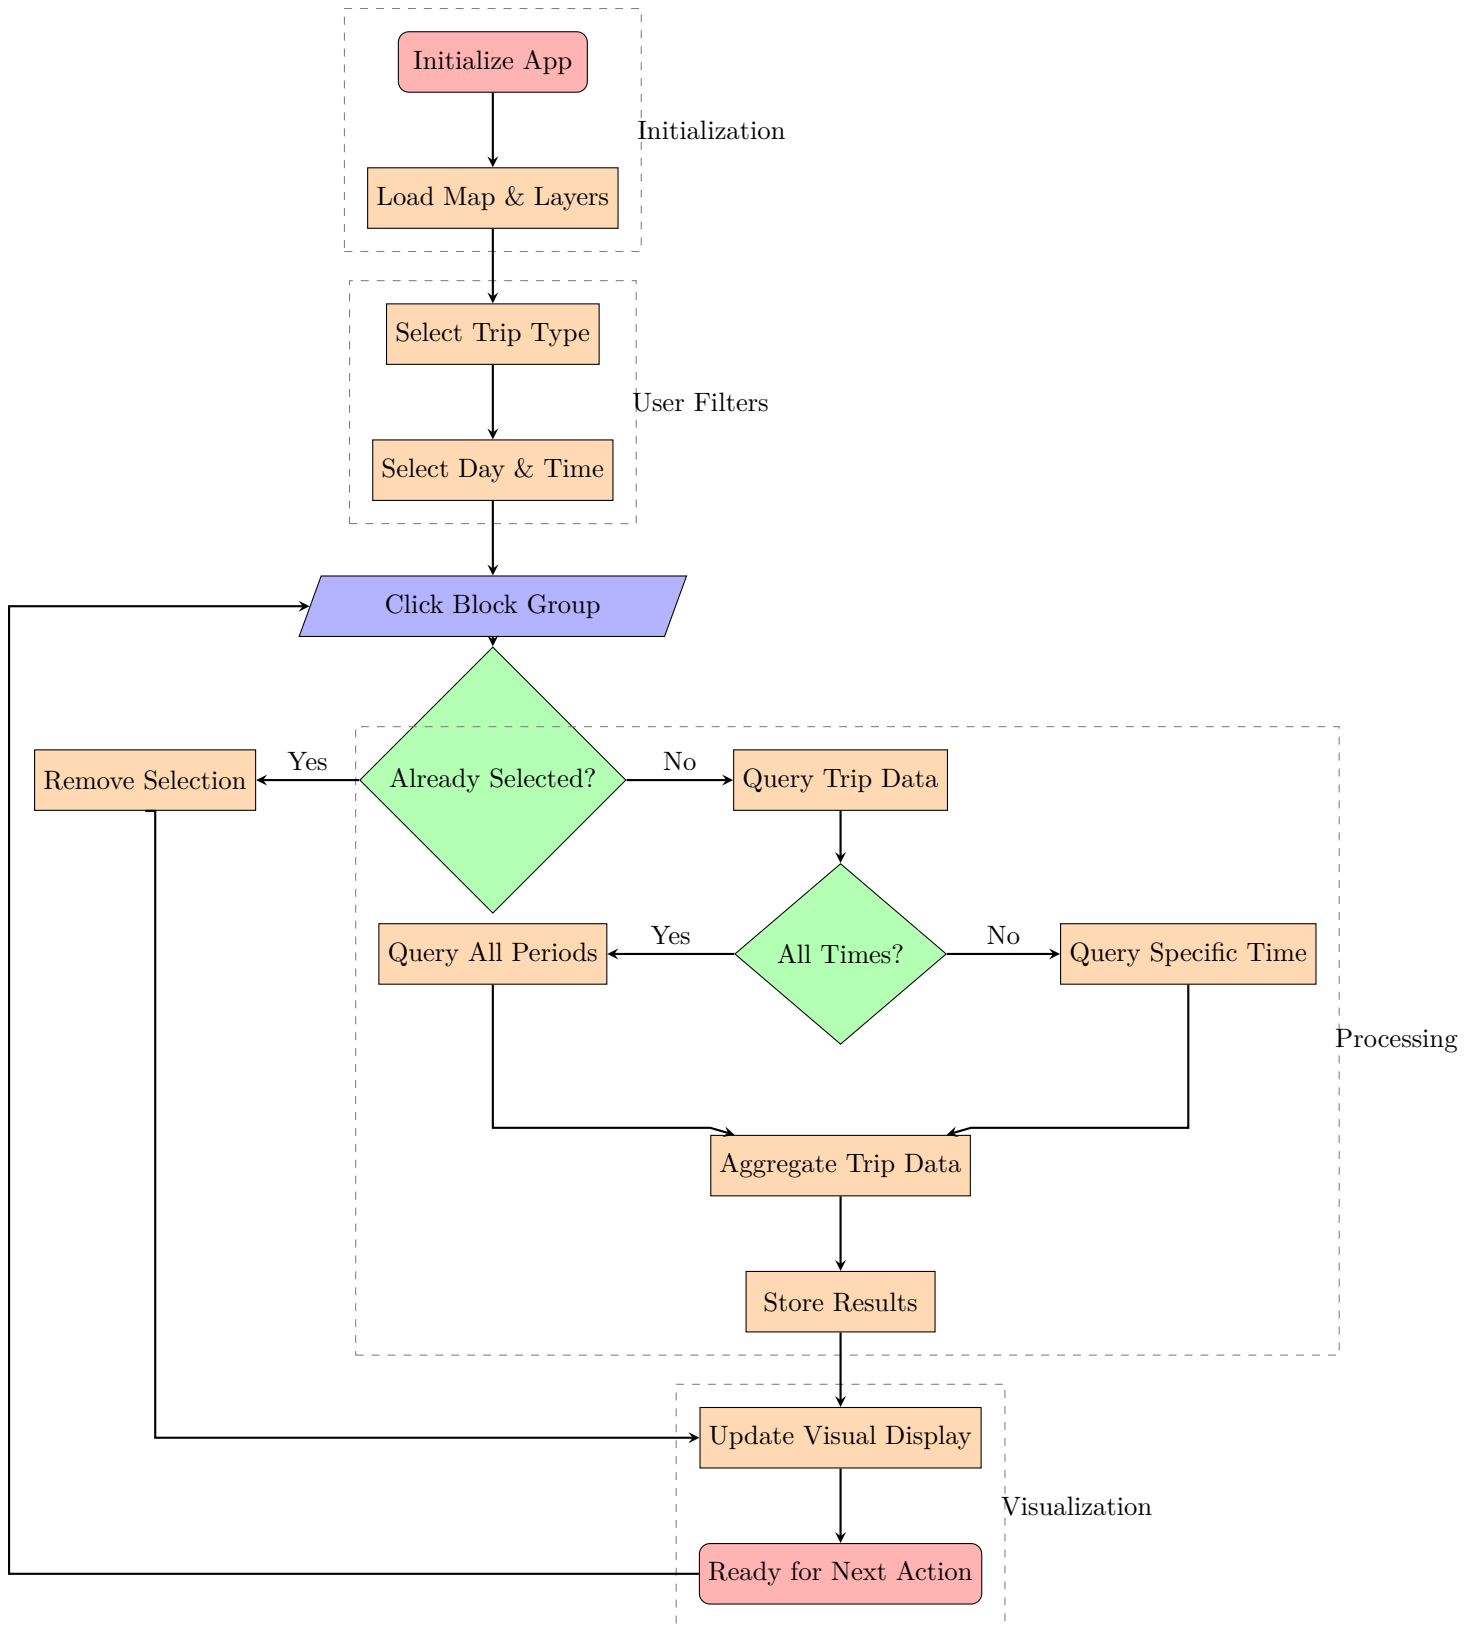 Initialize App
Initialization
Load Map & Layers
Select Trip Type
User Filters
Select Day & Time
Click Block Group
Remove Selection
Yes
Already Selected?
No
Query Trip Data
Query All Periods
Yes
All Times?
No
Query Specific Time
Processing
Aggregate Trip Data
Store Results
Update Visual Display
Visualization
Ready for Next Action